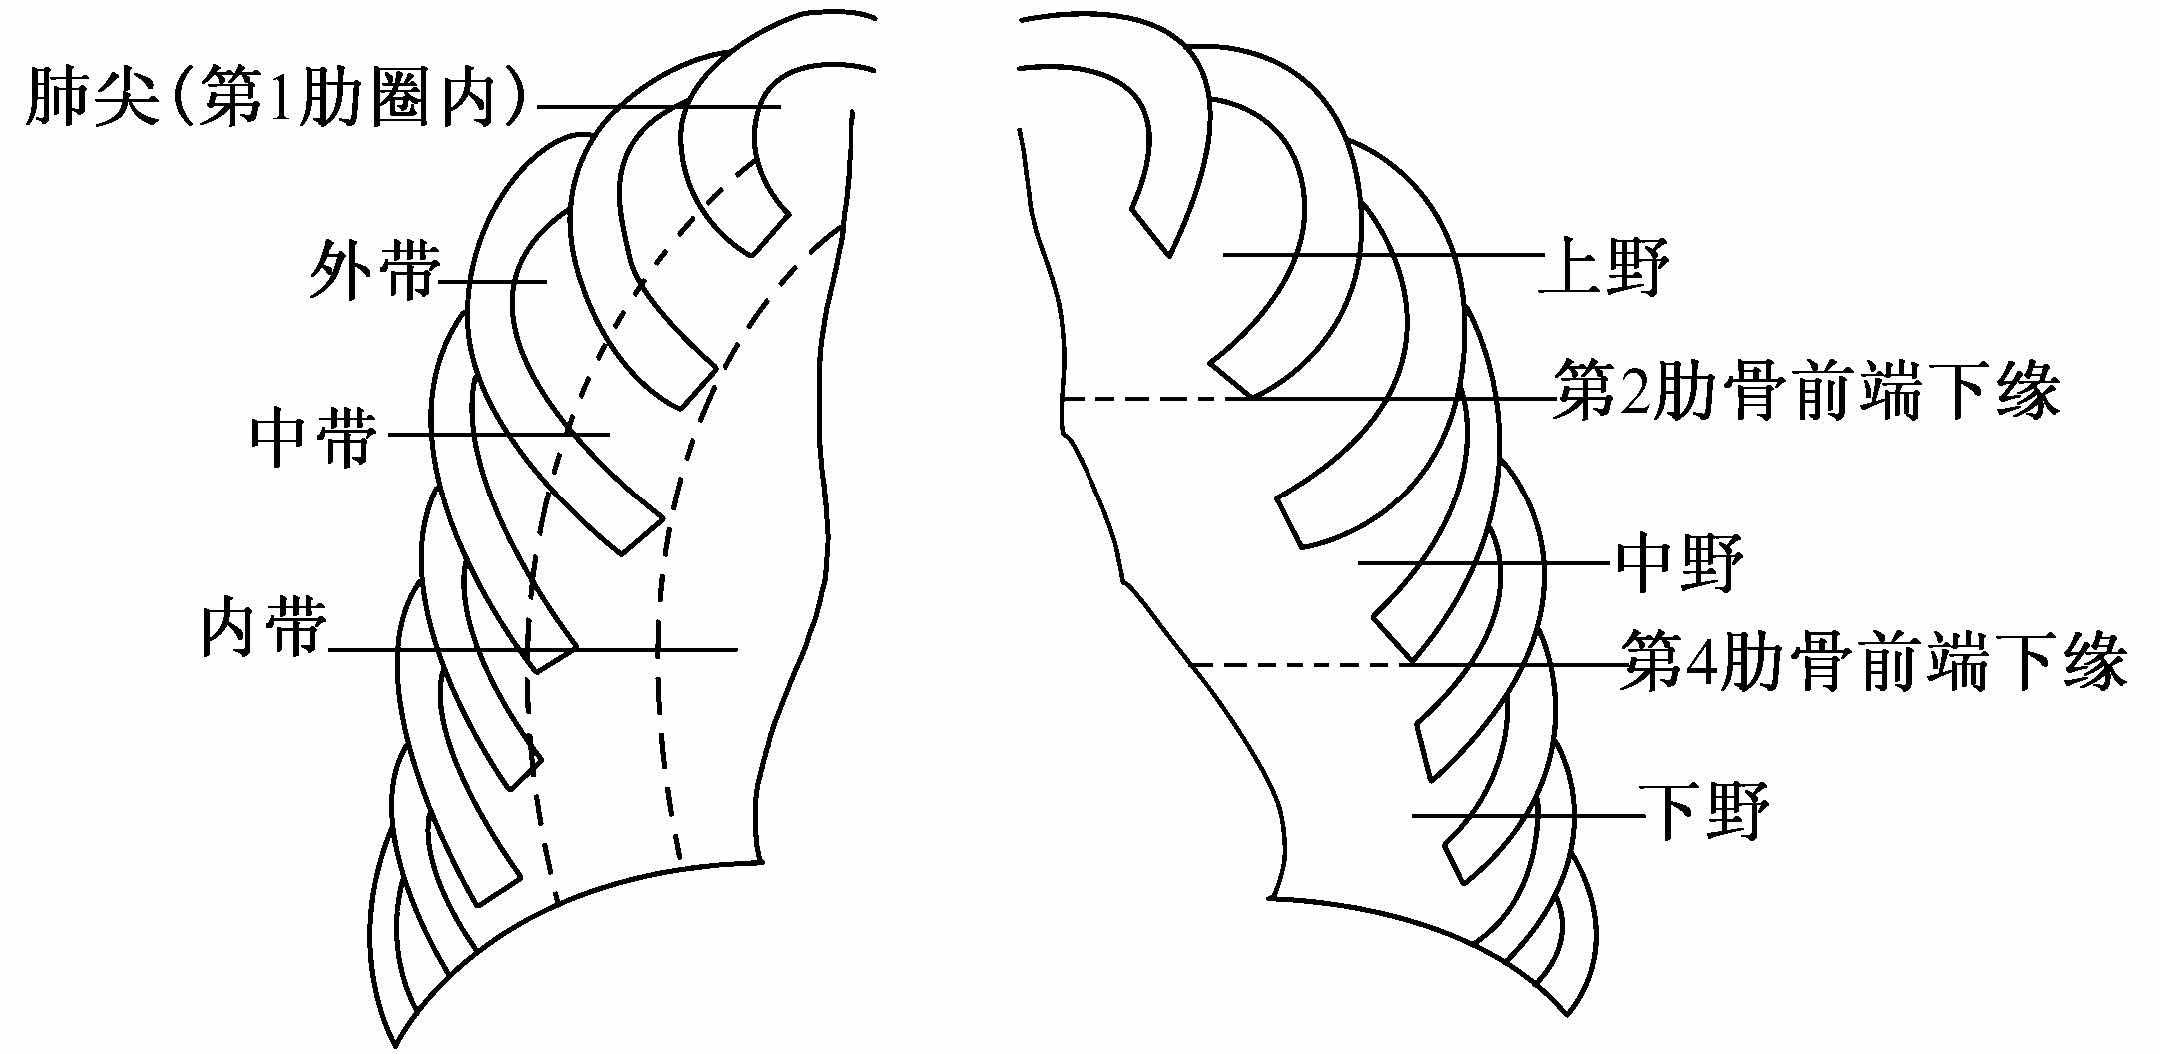 肺尖(第1肋圈内)
外带
中带
内带
上野
第2肋骨前端下缘
中野
第4肋骨前端下缘
下野